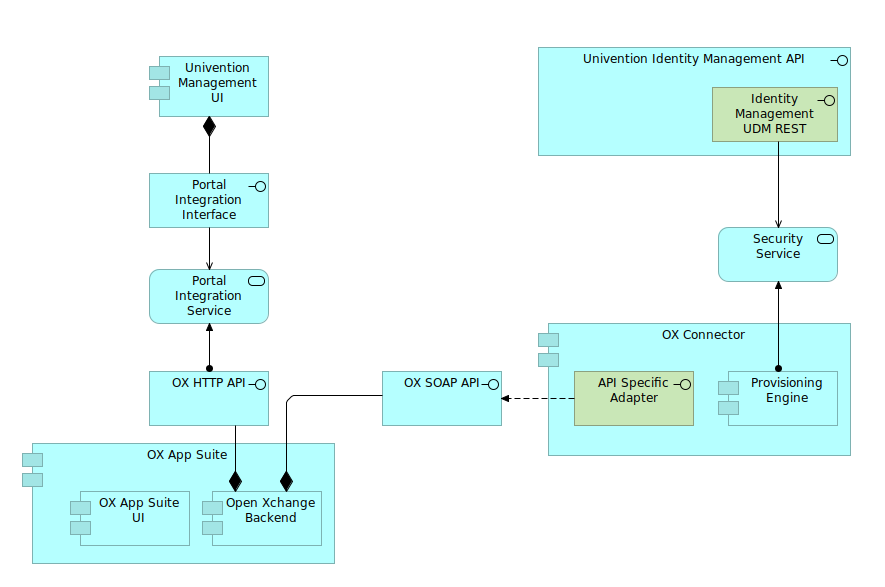 Univention
Management
UI
Univention Identity Management API
Identity
Management
UDM REST
Portal
Integration
Interface
Security
Service
Portal
Integration
Service
OX Connector
OX HTTP API
OX SOAP API
API Specific
Adapter
Provisioning
Engine
OX App Suite
OX App Suite
UI
Open Xchange
Backend